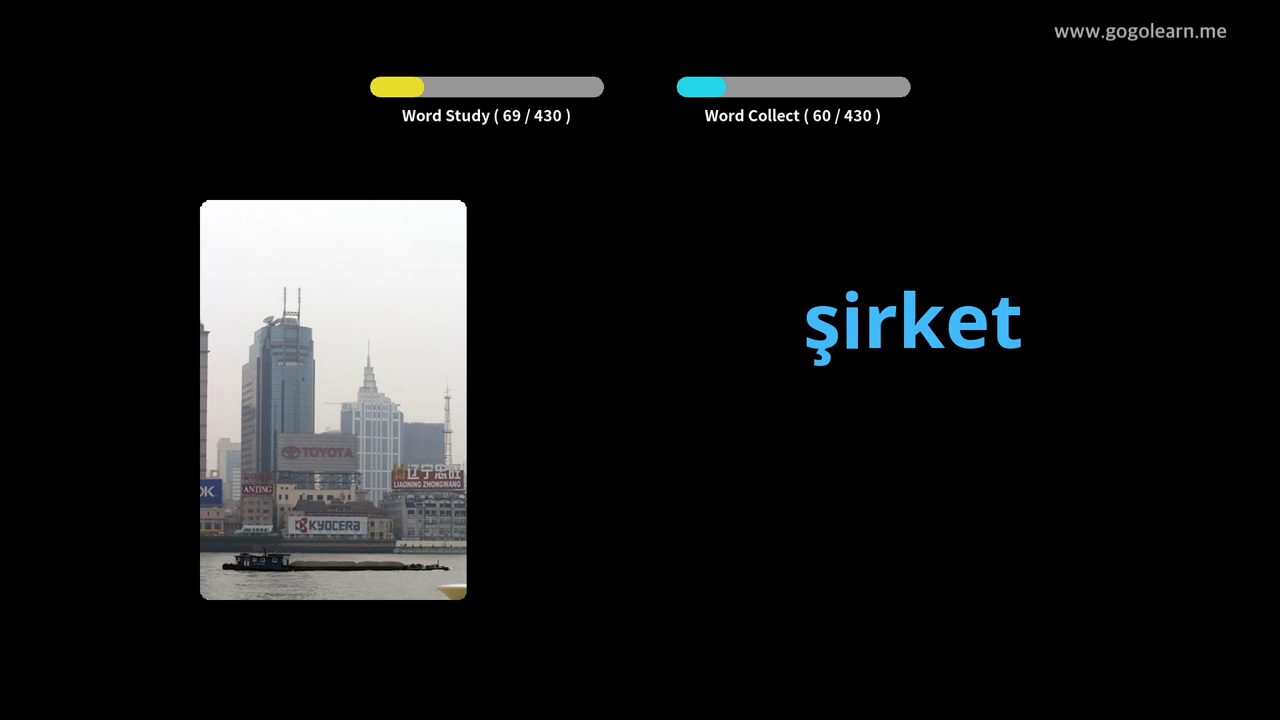 www.gogolearn.me
Word Study ( 69 / 430 )
Word Collect ( 60 / 430 )
şirket
TOYOTA
辽宁忠旺
LIAONING ZHONGWANG
OK
ANTING
KYOCERA